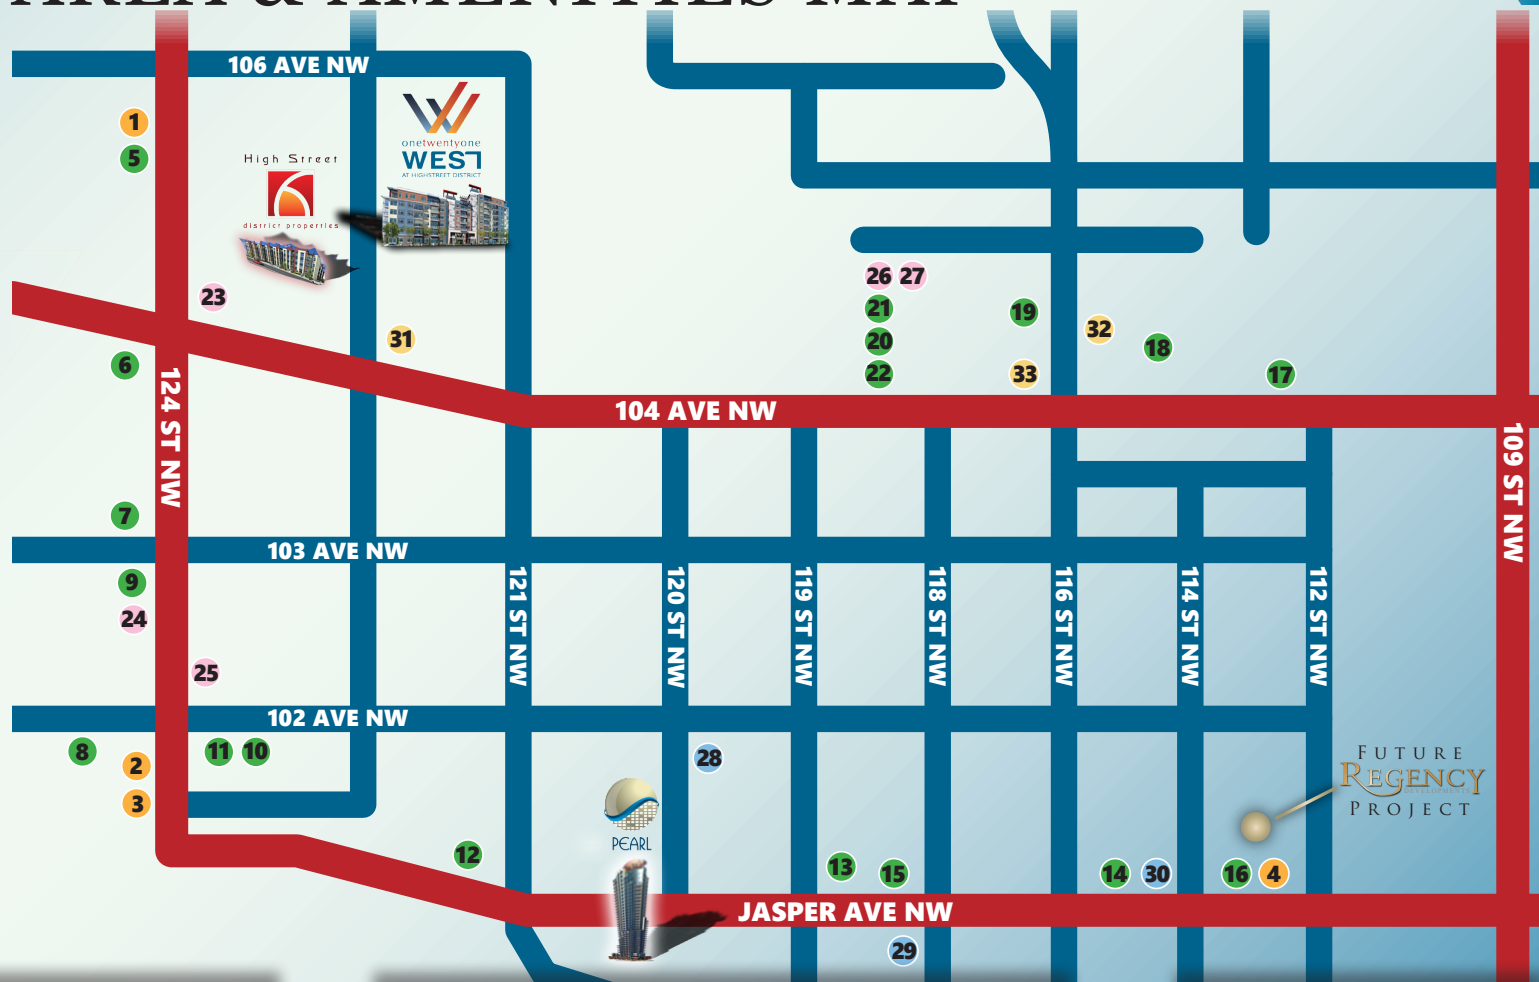 AREA & AMENITIES MAP
106 AVE NW
1
5
High Street
district properties
onetwentyone
WEST
AT HIGHSTREET DISTRICT
23
31
6
124 ST NW
26 27
21
20
22
19
33
32
18
17
104 AVE NW
109 ST NW
7
103 AVE NW
9
24
25
121 ST NW
120 ST NW
119 ST NW
118 ST NW
116 ST NW
114 ST NW
112 ST NW
102 AVE NW
8
2
3
11 10
28
PEARL
12
13
15
14
30
16
4
FUTURE
REGENCY
DEVELOPMENTS
PROJECT
JASPER AVE NW
29